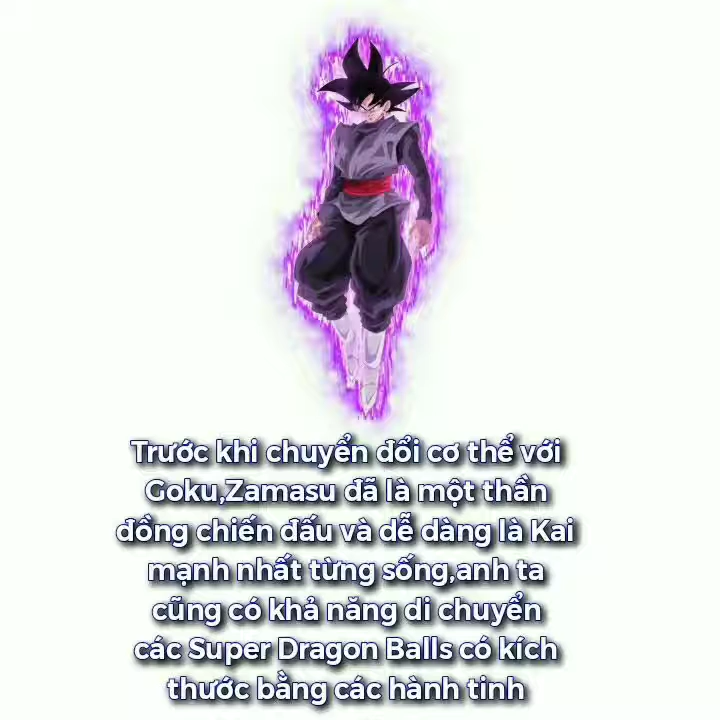 Trước khi chuyển đổi cơ thể với
Goku,Zamasu đã là một thần
đồng chiến đấu và dễ dàng là Kai
mạnh nhất từng sống,anh ta
cũng có khả năng di chuyển
các Super Dragon Balls có kích
thước bằng các hành tinh